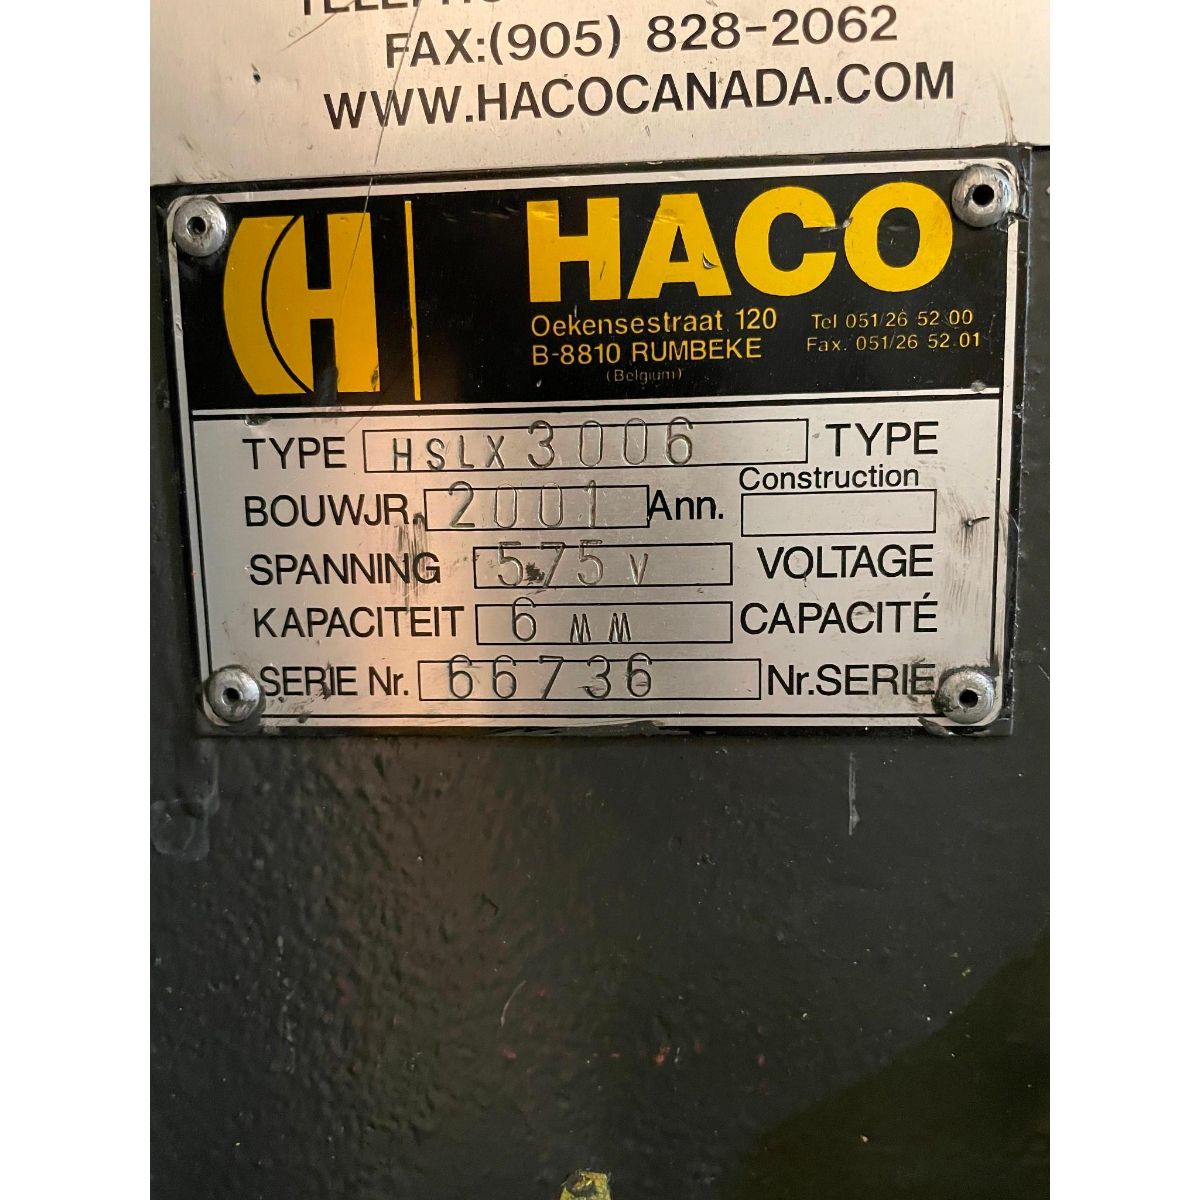 FAX:(905) 828-2062
WWW.HACOCANADA.COM
H HACO
Oekensestraat 120 Tel 051/26 52 00
B-8810 RUMBEKE Fax. 051/26 52 01
(Belgium)
TYPE HSLX 3006 TYPE
BOUWJR. 2001 Ann. Construction
SPANNING 575 V VOLTAGE
KAPACITEIT 6 MM CAPACITÉ
SERIE Nr. 66736 Nr.SERIE